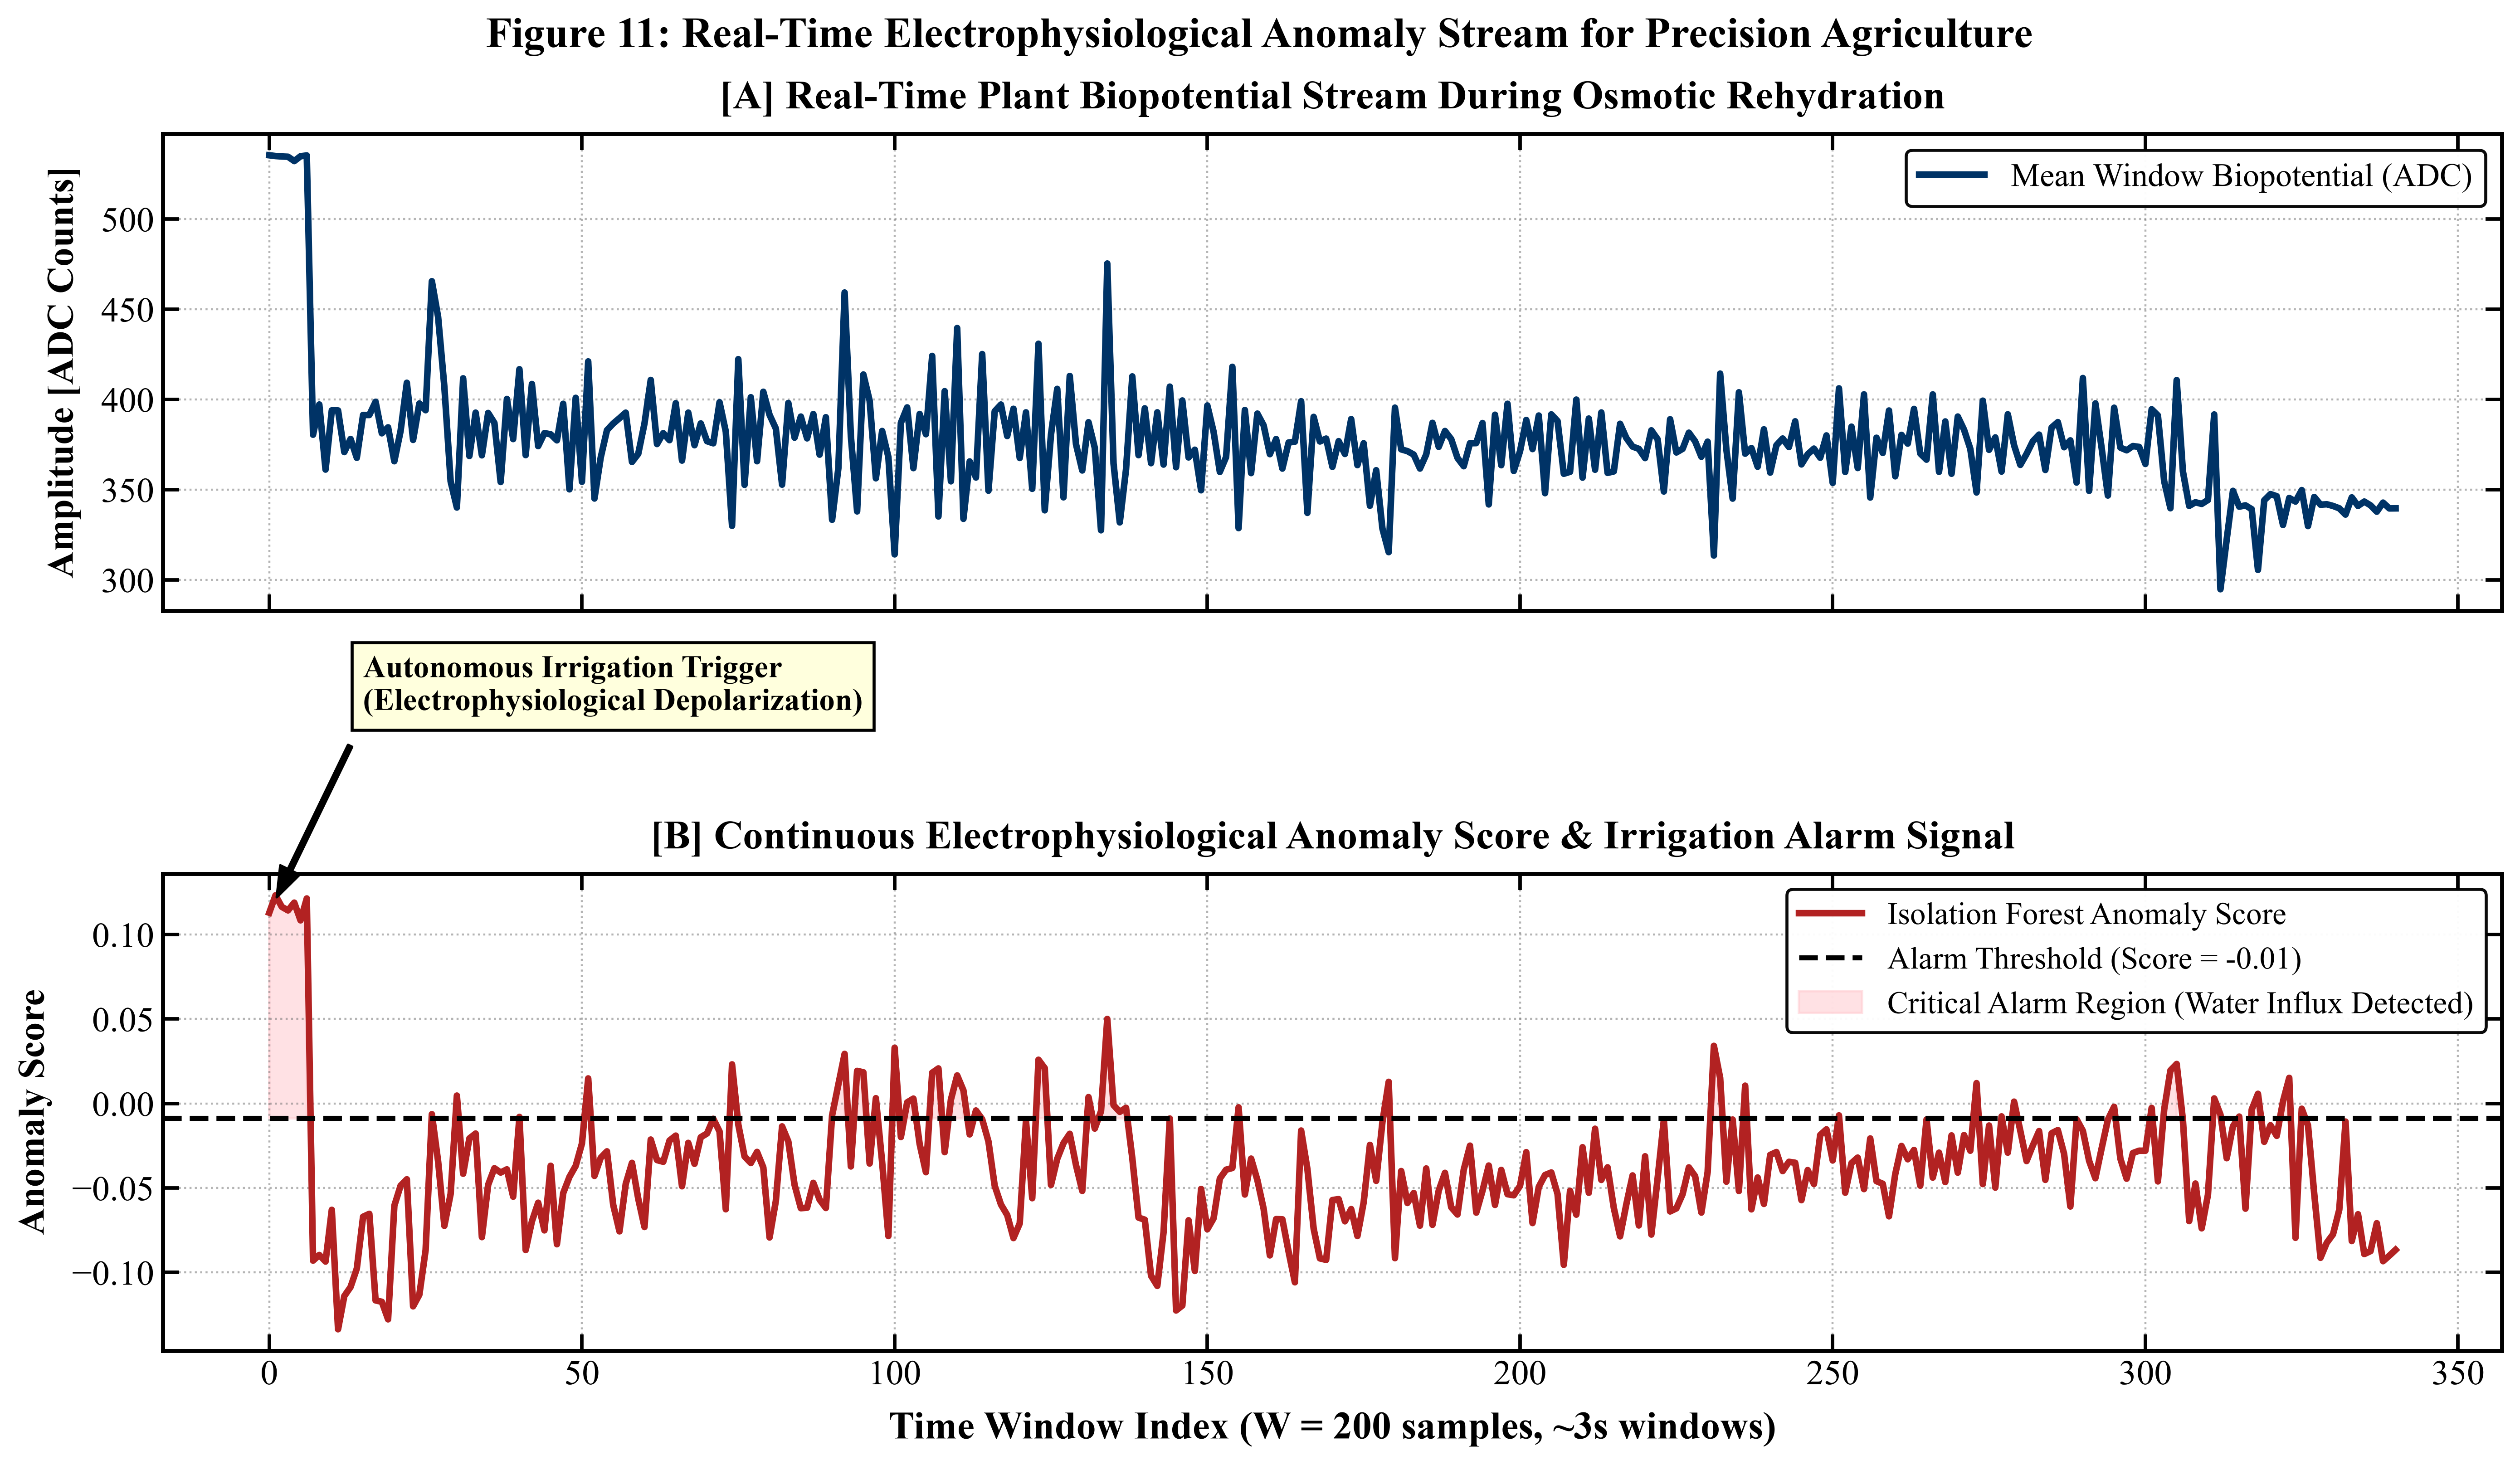 Figure 11: Real-Time Electrophysiological Anomaly Stream for Precision Agriculture
[A] Real-Time Plant Biopotential Stream During Osmotic Rehydration
Amplitude [ADC Counts]
500
450
400
350
300
Mean Window Biopotential (ADC)
Autonomous Irrigation Trigger
(Electrophysiological Depolarization)
[B] Continuous Electrophysiological Anomaly Score & Irrigation Alarm Signal
Anomaly Score
0.10
0.05
0.00
−0.05
−0.10
Isolation Forest Anomaly Score
Alarm Threshold (Score = -0.01)
Critical Alarm Region (Water Influx Detected)
0 50 100 150 200 250 300 350
Time Window Index (W = 200 samples, ~3s windows)